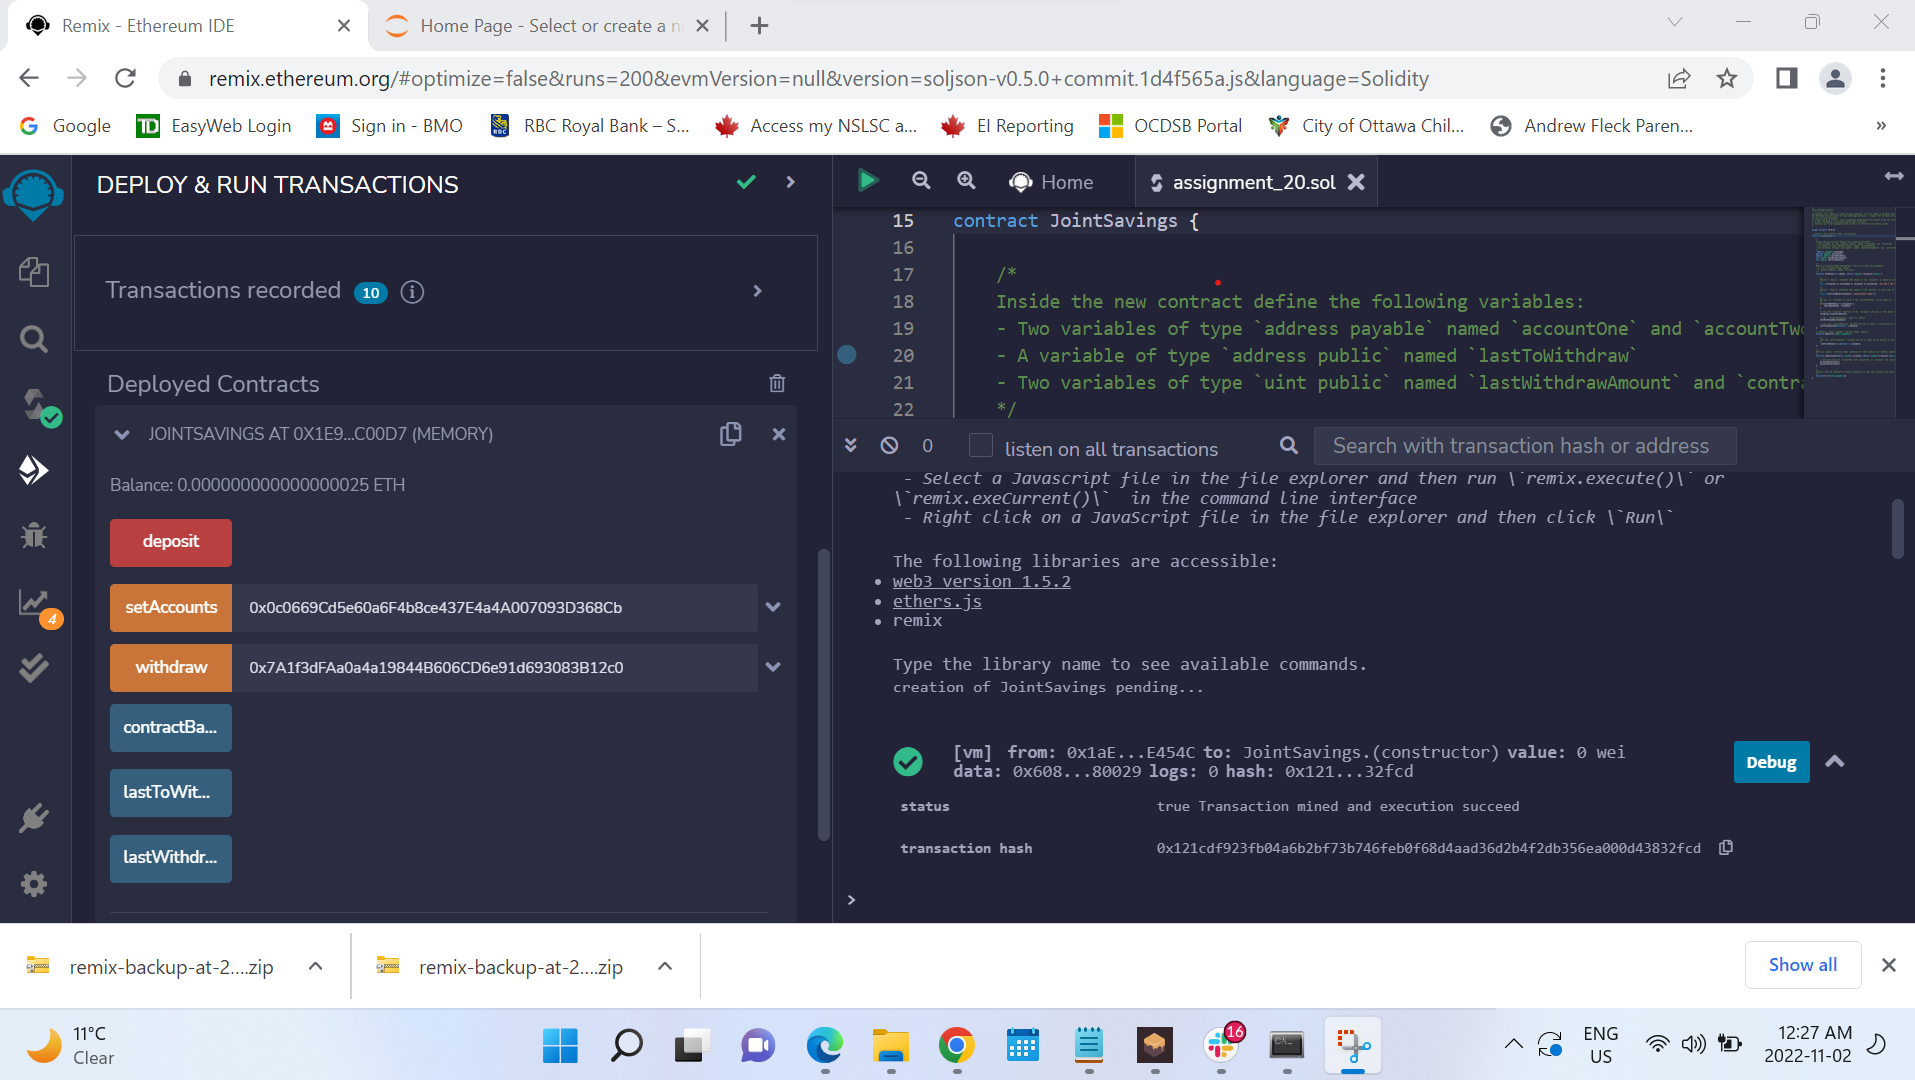 Remix - Ethereum IDE
Home Page - Select or create a n
remix.ethereum.org/#optimize=false&runs=200&evmVersion=null&version=soljson-v0.5.0+commit.1d4f565a.js&language=Solidity
Google
EasyWeb Login
Sign in - BMO
RBC Royal Bank – S...
Access my NSLSC a...
EI Reporting
OCDSB Portal
City of Ottawa Chil...
Andrew Fleck Paren...
»
DEPLOY & RUN TRANSACTIONS
Transactions recorded 10 i
Deployed Contracts
JOINTSAVINGS AT 0X1E9...C00D7 (MEMORY)
Balance: 0.000000000000000025 ETH
deposit
setAccounts 0x0c0669Cd5e60a6F4b8ce437E4a4A007093D368Cb
withdraw 0x7A1f3dFAa0a4a19844B606CD6e91d693083B12c0
contractBa...
lastToWit...
lastWithdr...
4
Home
assignment_20.sol
15 contract JointSavings {
16
17 /*
18 Inside the new contract define the following variables:
19 - Two variables of type `address payable` named `accountOne` and `accountTwo
20 - A variable of type `address public` named `lastToWithdraw`
21 - Two variables of type `uint public` named `lastWithdrawAmount` and `contra
22 */
0 listen on all transactions Search with transaction hash or address
- Select a Javascript file in the file explorer and then run \`remix.execute()\` or
\`remix.exeCurrent()\` in the command line interface
- Right click on a JavaScript file in the file explorer and then click \`Run\`
The following libraries are accessible:
• web3 version 1.5.2
• ethers.js
• remix
Type the library name to see available commands.
creation of JointSavings pending...
[vm] from: 0x1aE...E454C to: JointSavings.(constructor) value: 0 wei
data: 0x608...80029 logs: 0 hash: 0x121...32fcd
Debug
status true Transaction mined and execution succeed
transaction hash 0x121cdf923fb04a6b2bf73b746feb0f68d4aad36d2b4f2db356ea000d43832fcd
>
remix-backup-at-2....zip
remix-backup-at-2....zip
Show all
11°C
Clear
16
ENG
US
12:27 AM
2022-11-02